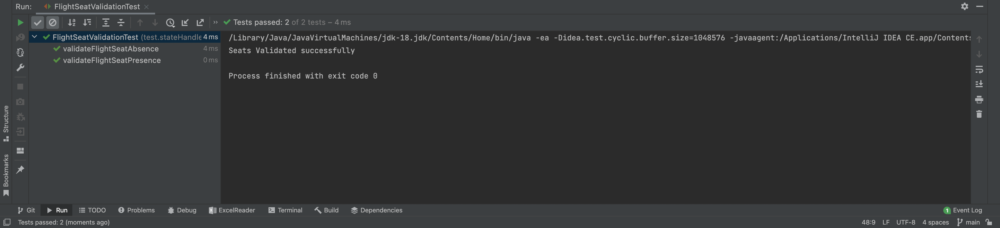 Run: FlightSeatValidationTest
Tests passed: 2 of 2 tests – 4 ms
FlightSeatValidationTest (test.stateHandle 4 ms
validateFlightSeatAbsence 4 ms
validateFlightSeatPresence 0 ms
/Library/Java/JavaVirtualMachines/jdk-18.jdk/Contents/Home/bin/java -ea -Didea.test.cyclic.buffer.size=1048576 -javaagent:/Applications/IntelliJ IDEA CE.app/Contents
Seats Validated successfully
Process finished with exit code 0
Structure
Bookmarks
Git Run TODO Problems Debug ExcelReader Terminal Build Dependencies 1 Event Log
Tests passed: 2 (moments ago) 48:9 LF UTF-8 4 spaces main